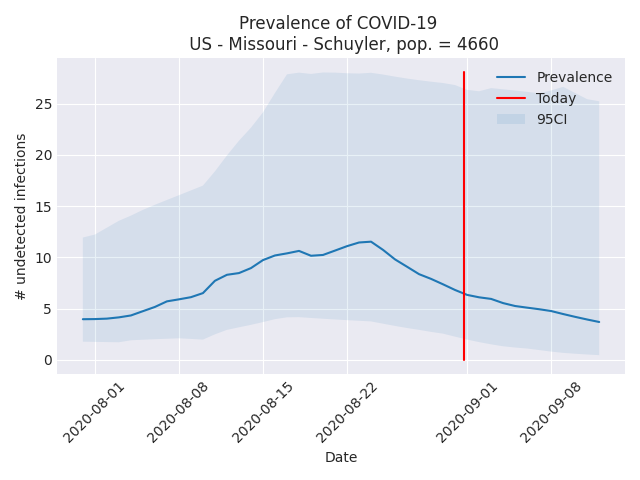 Prevalence of COVID-19
US - Missouri - Schuyler, pop. = 4660
Prevalence
Today
95CI
# undetected infections
25
20
15
10
5
0
2020-08-01
2020-08-08
2020-08-15
2020-08-22
2020-09-01
2020-09-08
Date